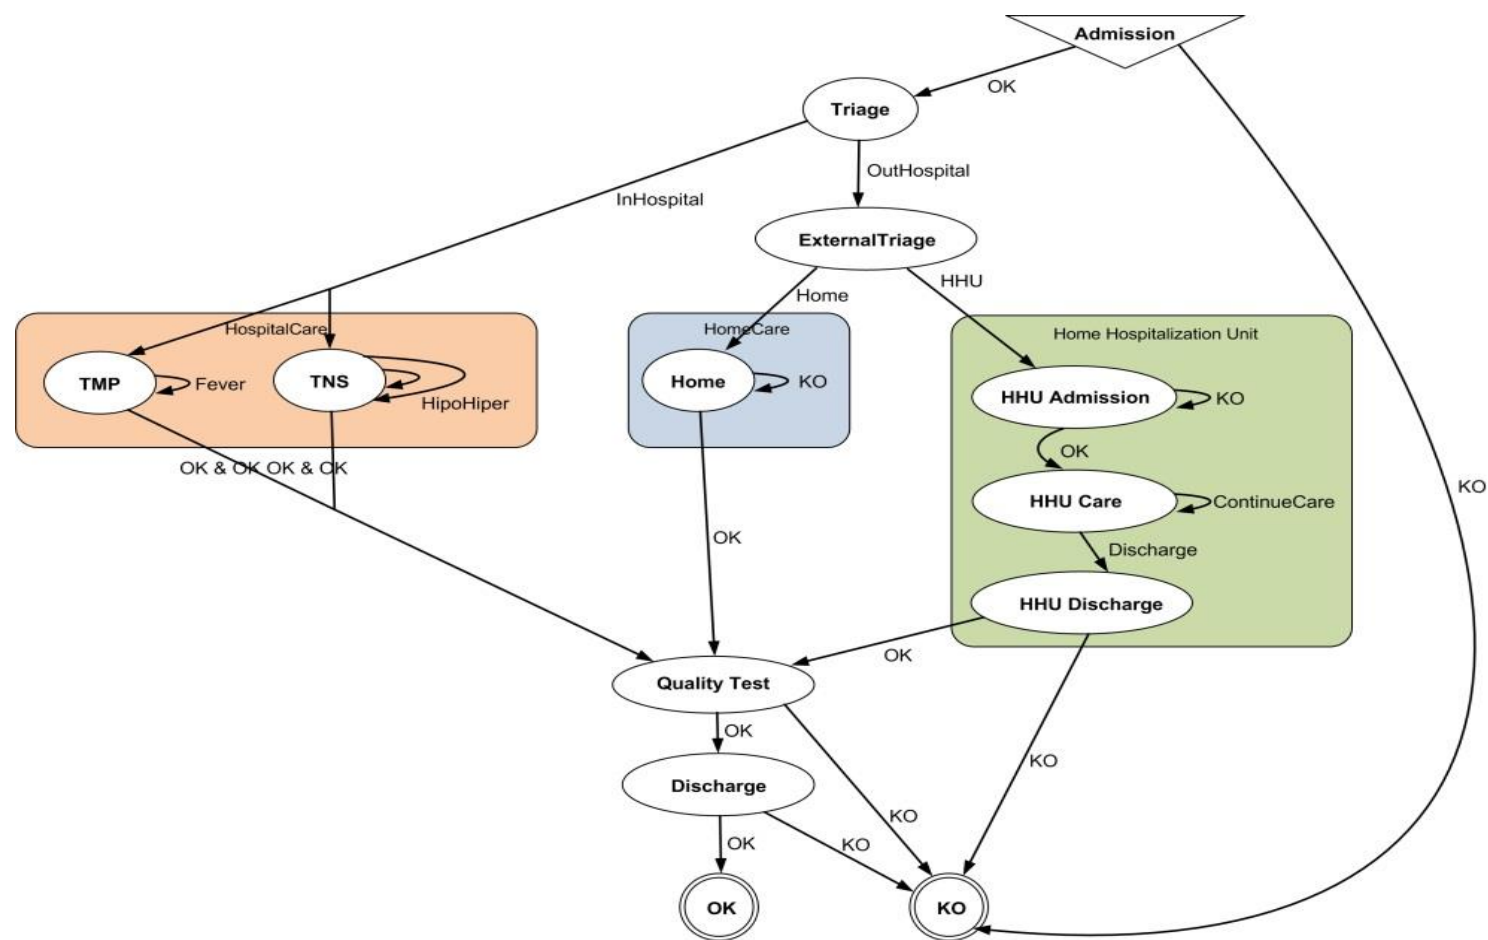 Admission
OK
Triage
OutHospital
InHospital
ExternalTriage
HHU
Home
HospitalCare
HomeCare
Home Hospitalization Unit
TMP
Fever
TNS
HipoHiper
Home
KO
HHU Admission
KO
OK
OK & OK OK & OK
HHU Care
ContinueCare
KO
OK
Discharge
HHU Discharge
OK
Quality Test
OK
KO
Discharge
KO
OK
KO
OK
KO